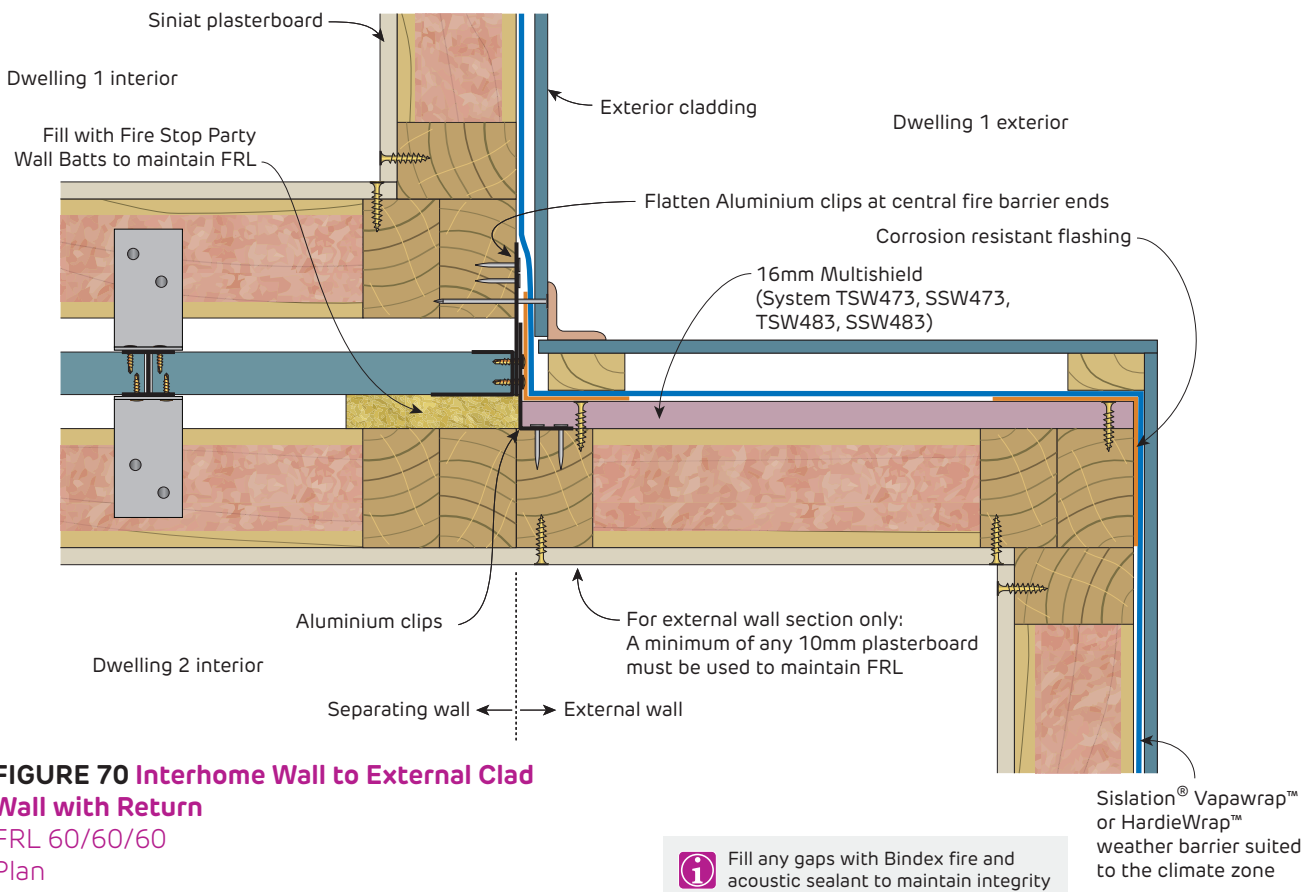 Siniat plasterboard
Dwelling 1 interior
Exterior cladding
Dwelling 1 exterior
Fill with Fire Stop Party
Wall Batts to maintain FRL
Flatten Aluminium clips at central fire barrier ends
Corrosion resistant flashing
16mm Multishield
(System TSW473, SSW473,
TSW483, SSW483)
Aluminium clips
For external wall section only:
A minimum of any 10mm plasterboard
must be used to maintain FRL
Dwelling 2 interior
Separating wall
External wall
FIGURE 70 Interhome Wall to External Clad
Wall with Return
FRL 60/60/60
Plan
Sislation® Vapawrap™
or HardieWrap™
weather barrier suited
to the climate zone
Fill any gaps with Bindex fire and
acoustic sealant to maintain integrity